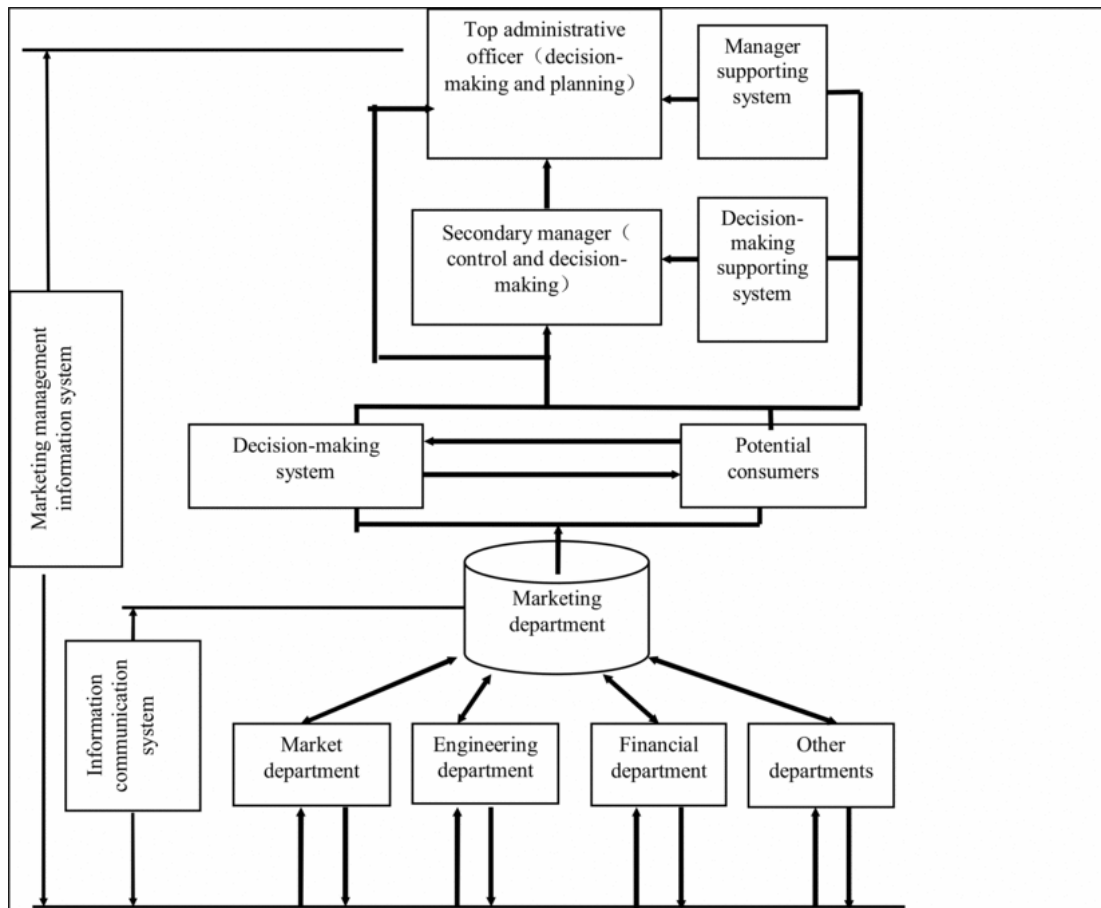 Top administrative
officer（decision-
making and planning）
Manager
supporting
system
Secondary manager（
control and decision-
making）
Decision-
making
supporting
system
Marketing management
information system
Decision-making
system
Potential
consumers
Marketing
department
Information
communication
system
Market
department
Engineering
department
Financial
department
Other
departments